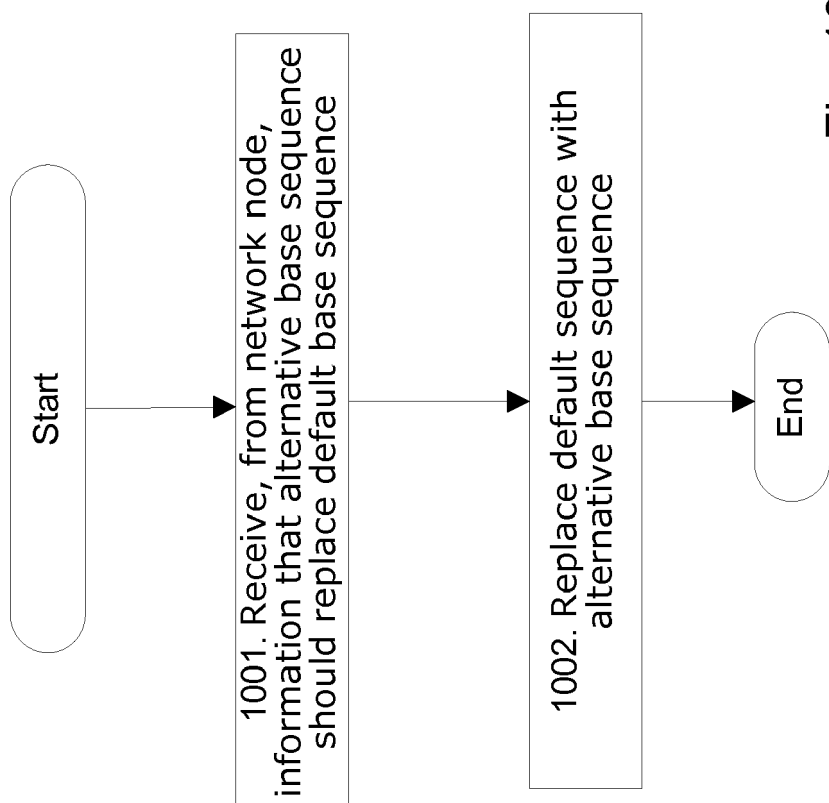 Start
1001. Receive, from network node,
information that alternative base sequence
should replace default base sequence
1002. Replace default sequence with
alternative base sequence
End